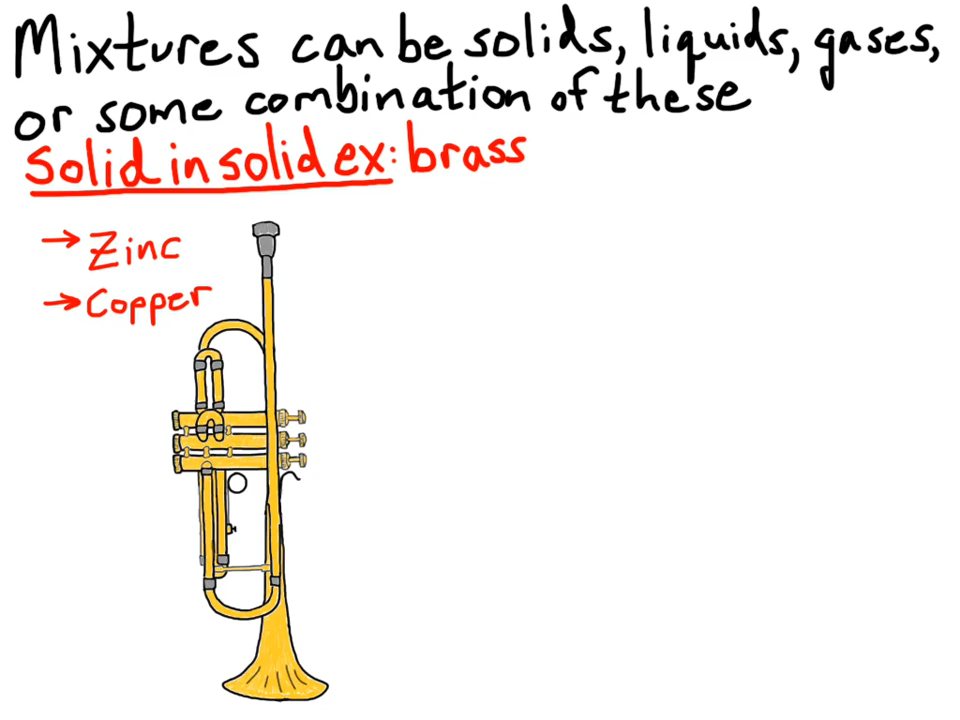 Mixtures can be solids, liquids, gases,
or some combination of these
Solid in solid ex: brass
→ Zinc
→ Copper